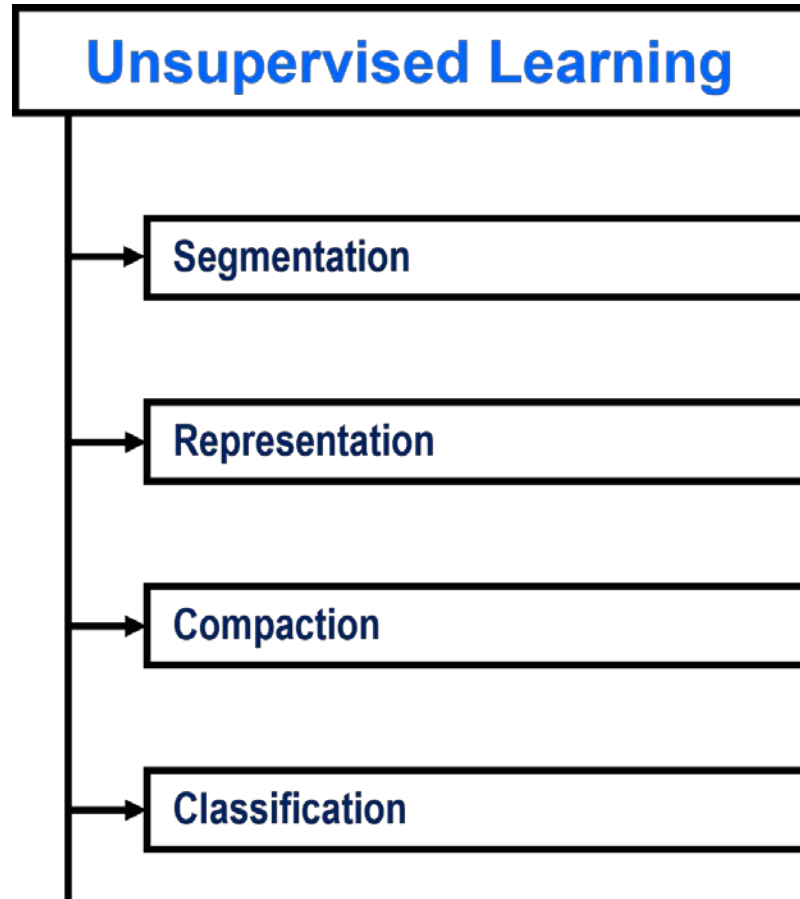 Unsupervised Learning
Segmentation
Representation
Compaction
Classification